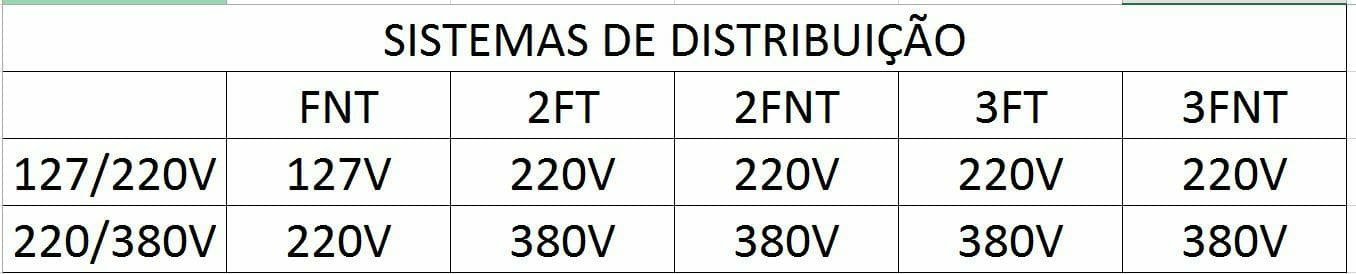 SISTEMAS DE DISTRIBUIÇÃO
FNT 2FT 2FNT 3FT 3FNT
127/220V 127V 220V 220V 220V 220V
220/380V 220V 380V 380V 380V 380V